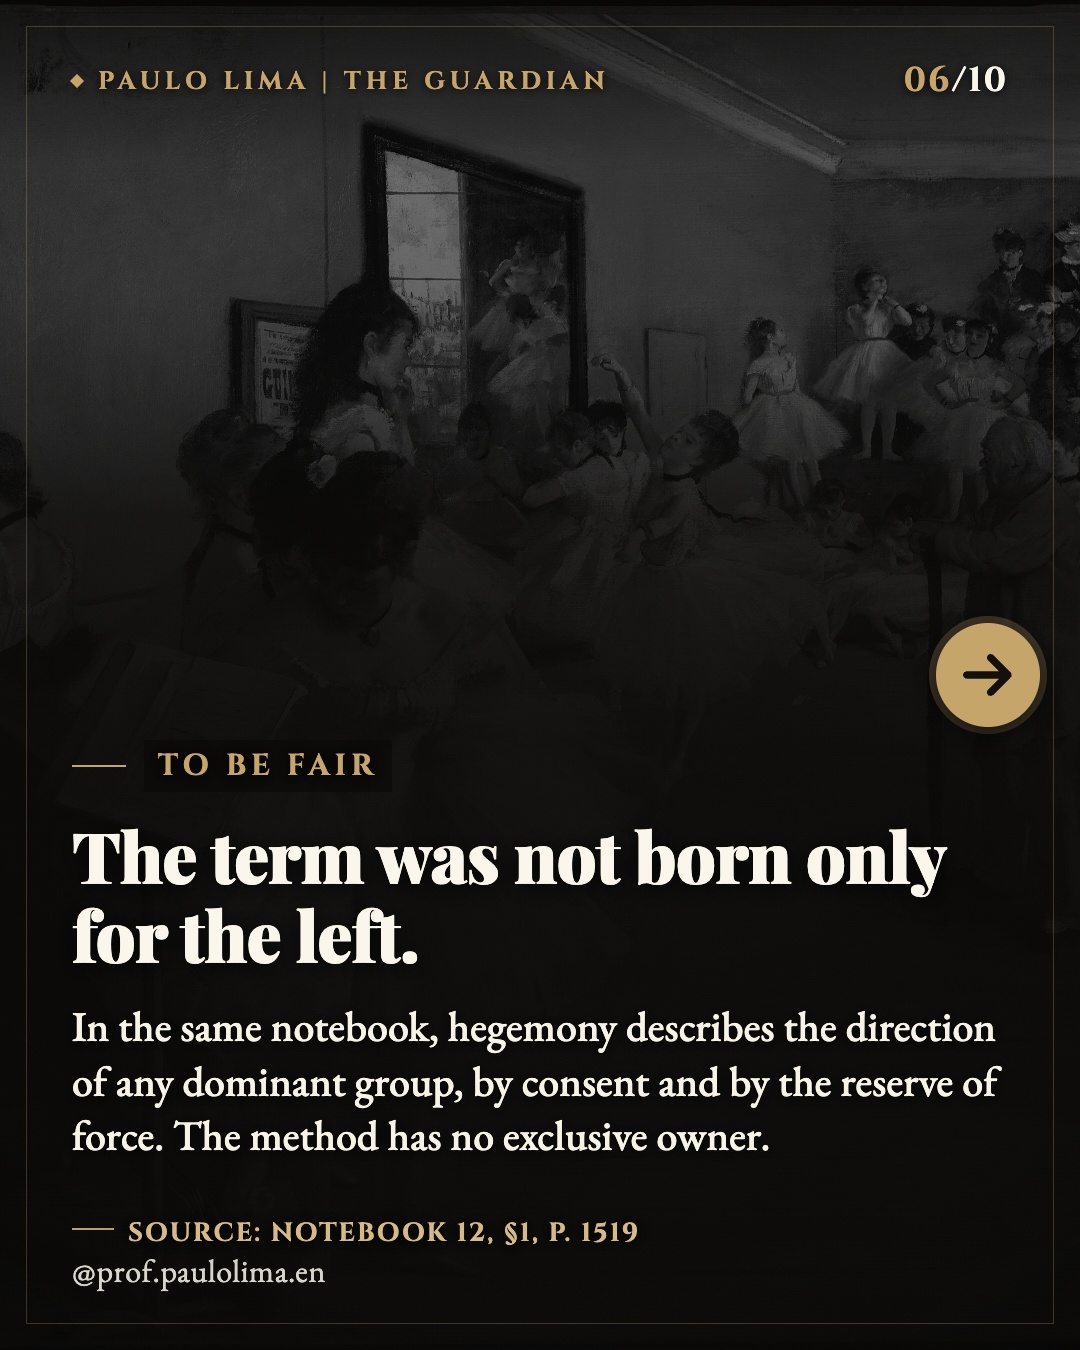 ◆ PAULO LIMA | THE GUARDIAN
06/10
GUI
TO BE FAIR
The term was not born only
for the left.
In the same notebook, hegemony describes the direction
of any dominant group, by consent and by the reserve of
force. The method has no exclusive owner.
SOURCE: NOTEBOOK 12, §1, P. 1519
@prof.paulolima.en